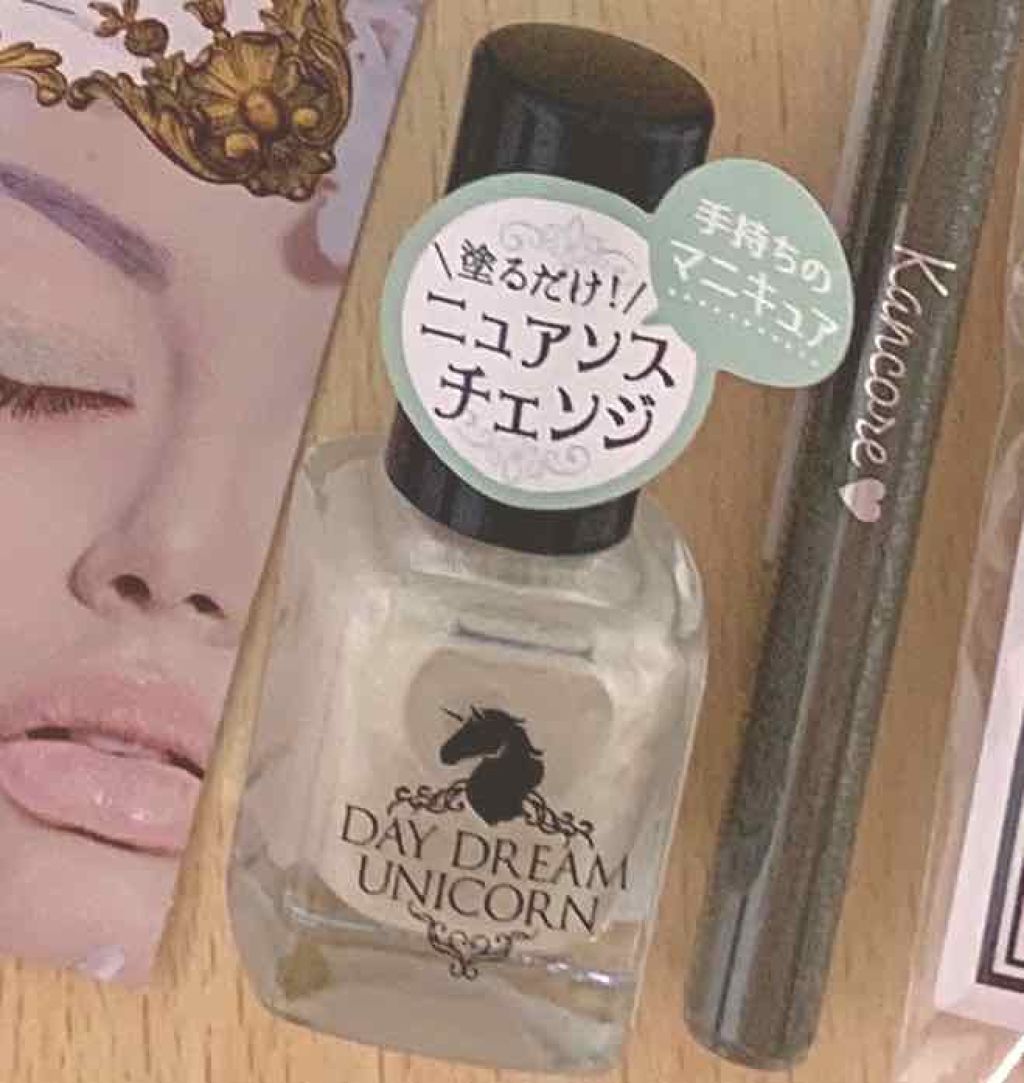 手持ちの
マニキュア
\塗るだけ!/
ニュアンス
チェンジ
DAY DREAM
UNICORN
Kancore♥